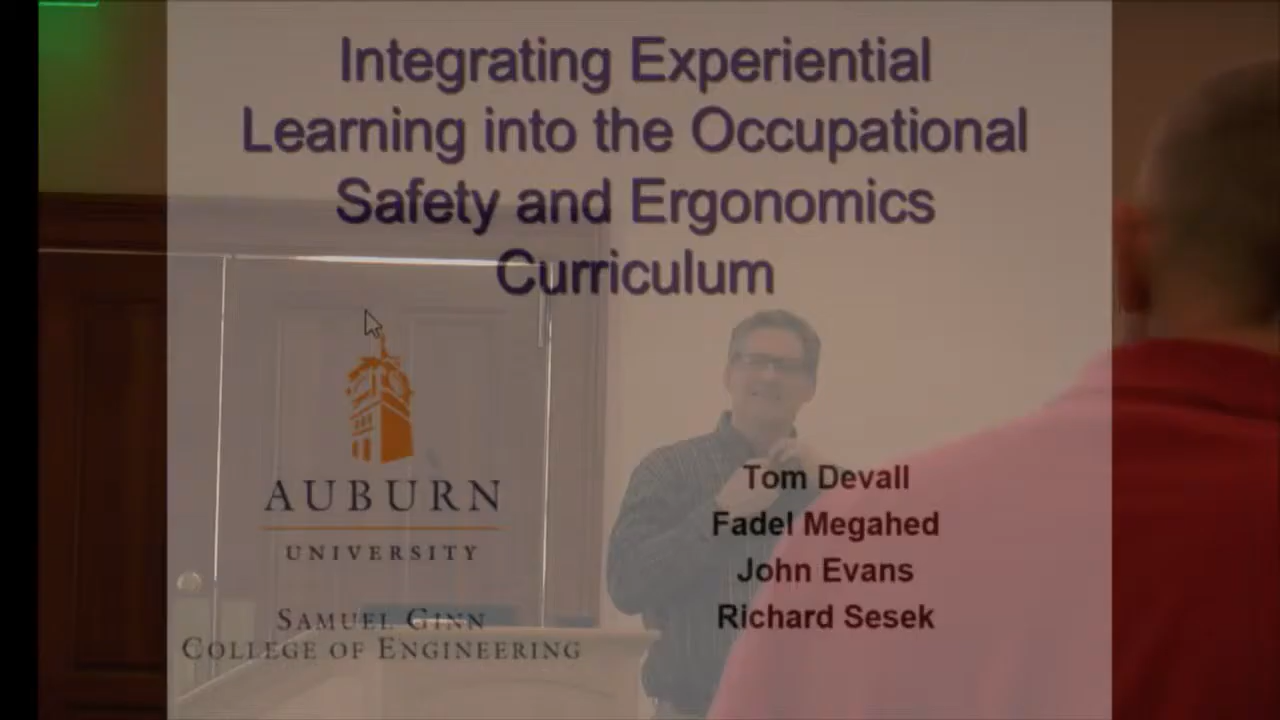 Integrating Experiential
Learning into the Occupational
Safety and Ergonomics
Curriculum
AUBURN
UNIVERSITY
SAMUEL GINN
COLLEGE OF ENGINEERING
Tom Devall
Fadel Megahed
John Evans
Richard Sesek